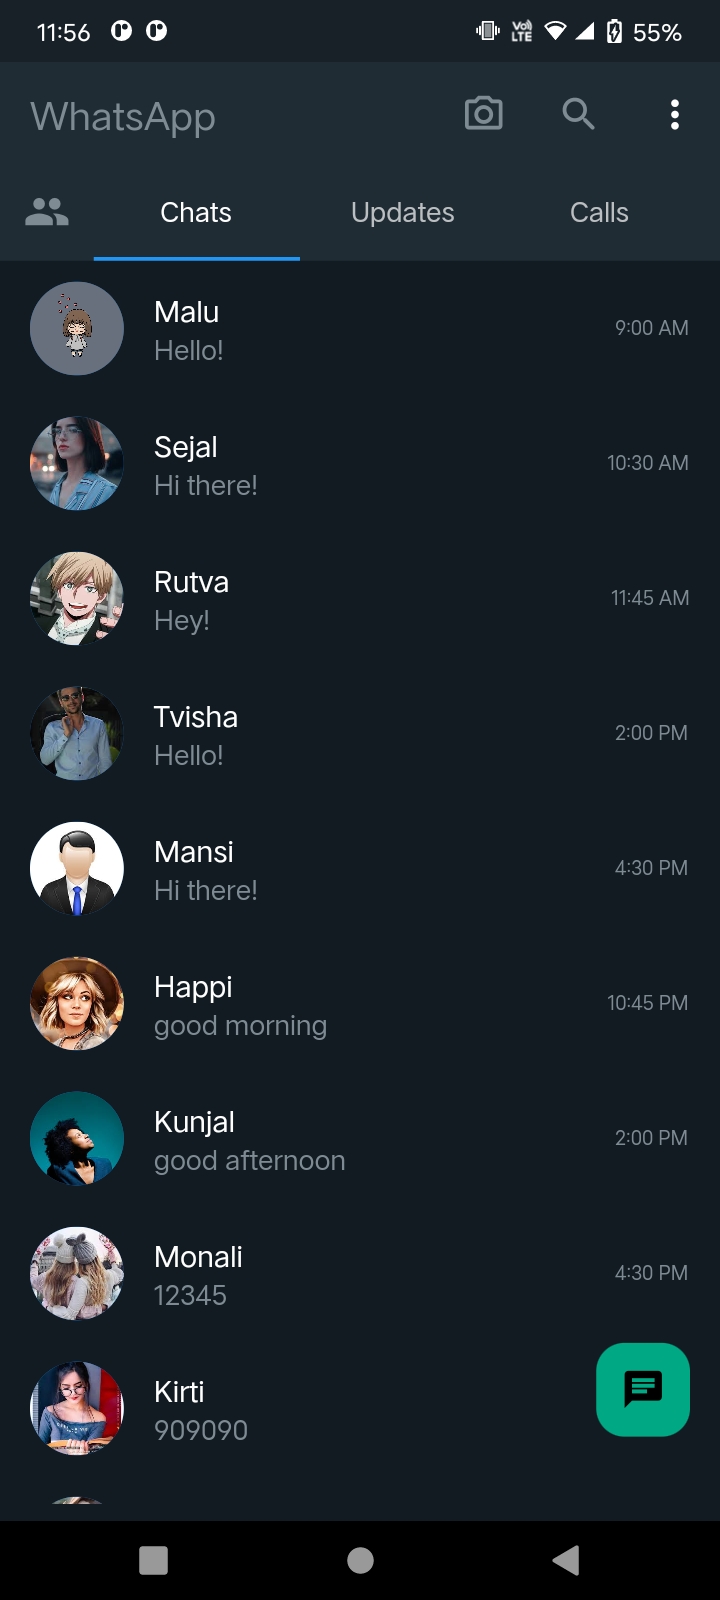 11:56 Vo) LTE 55%
WhatsApp
Chats Updates Calls
Malu
9:00 AM
Hello!
Sejal
10:30 AM
Hi there!
Rutva
11:45 AM
Hey!
Tvisha
2:00 PM
Hello!
Mansi
4:30 PM
Hi there!
Happi
10:45 PM
good morning
Kunjal
2:00 PM
good afternoon
Monali
4:30 PM
12345
Kirti
909090